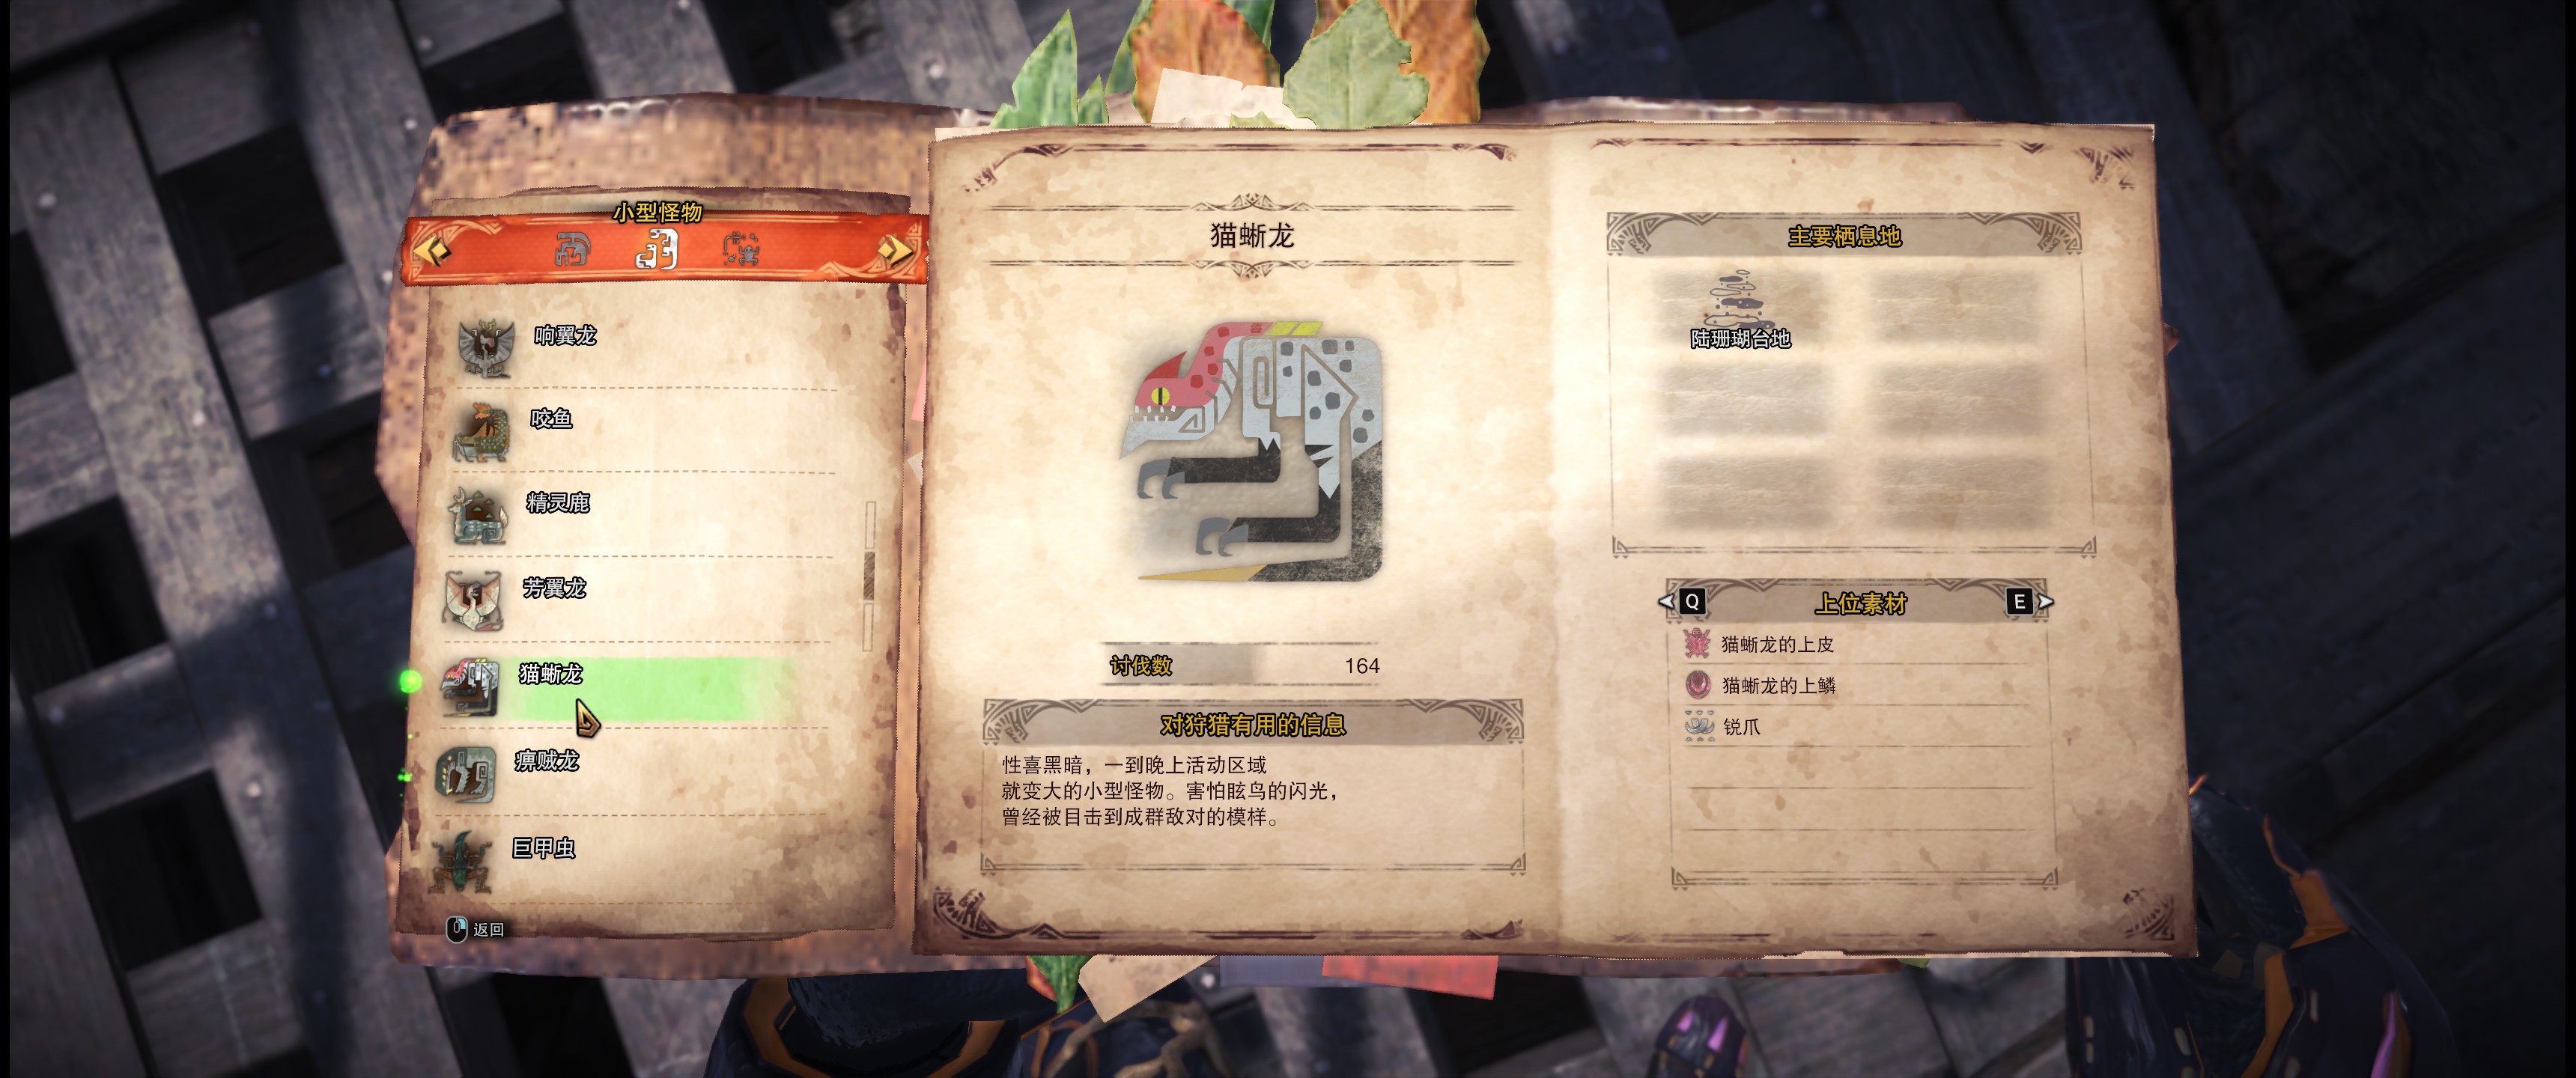 小型怪物
响翼龙
咬鱼
精灵鹿
芳翼龙
猫蜥龙
痹贼龙
巨甲虫
返回
猫蜥龙
讨伐数 164
对狩猎有用的信息
性喜黑暗，一到晚上活动区域
就变大的小型怪物。害怕眩鸟的闪光，
曾经被目击到成群敌对的模样。
主要栖息地
陆珊瑚台地
Q 上位素材 E
猫蜥龙的上皮
猫蜥龙的上鳞
锐爪